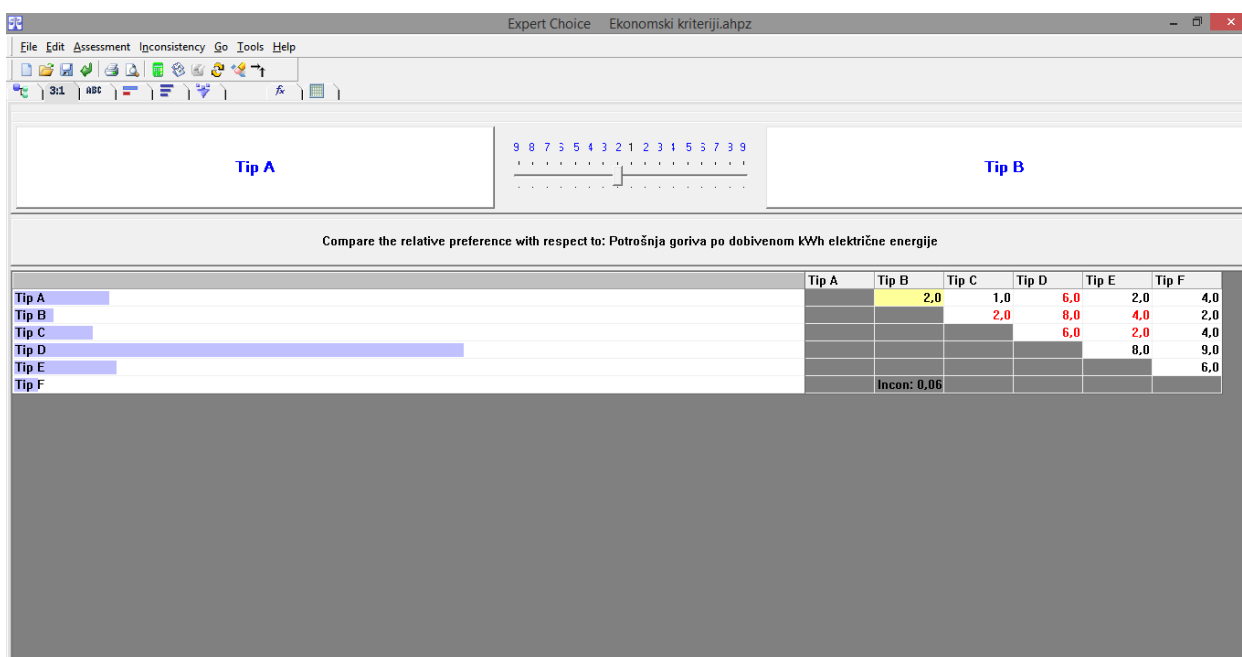 Expert Choice Ekonomski kriteriji.ahpz
File Edit Assessment Inconsistency Go Tools Help
3:1 ABC fx
Tip A
9 8 7 6 5 4 3 2 1 2 3 4 5 6 7 8 9
Tip B
Compare the relative preference with respect to: Potrošnja goriva po dobivenom kWh električne energije
Tip A Tip B Tip C Tip D Tip E Tip F
Tip A 2,0 1,0 6,0 2,0 4,0
Tip B 2,0 8,0 4,0 2,0
Tip C 6,0 2,0 4,0
Tip D 8,0 9,0
Tip E 6,0
Tip F Incon: 0,06